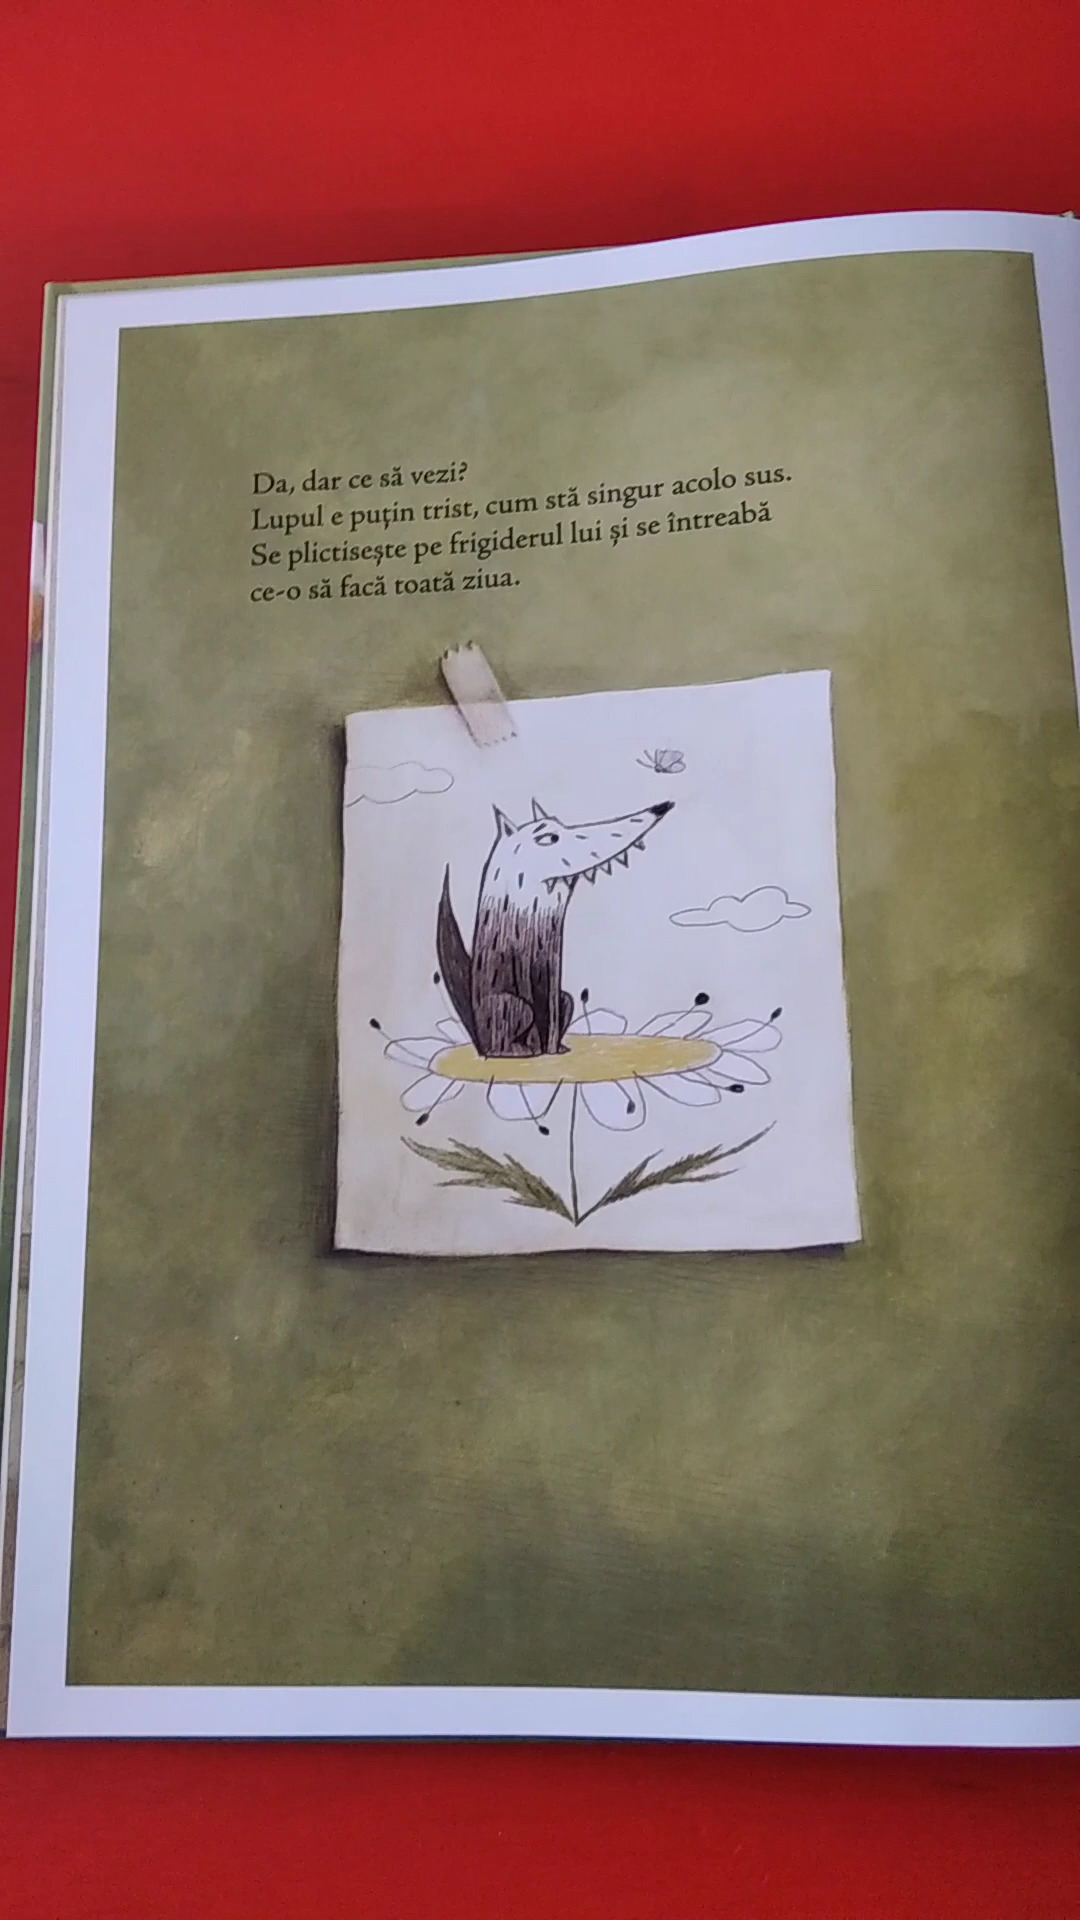 Da, dar ce să vezi?
Lupul e puțin trist, cum stă singur acolo sus.
Se plictisește pe frigiderul lui și se întreabă
ce-o să facă toată ziua.